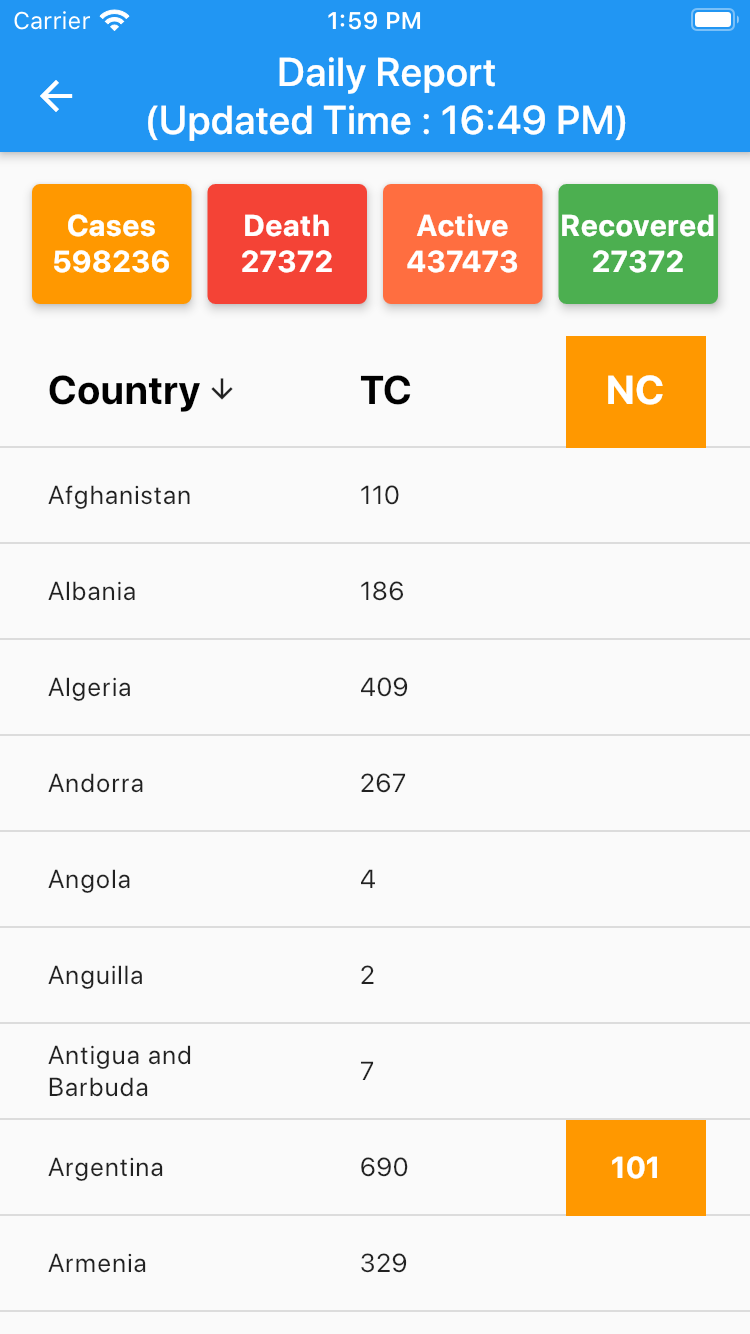 Carrier 1:59 PM
Daily Report
(Updated Time : 16:49 PM)
Cases Death Active Recovered
598236 27372 437473 27372
Country ↓ TC NC
Afghanistan 110
Albania 186
Algeria 409
Andorra 267
Angola 4
Anguilla 2
Antigua and
Barbuda 7
Argentina 690 101
Armenia 329